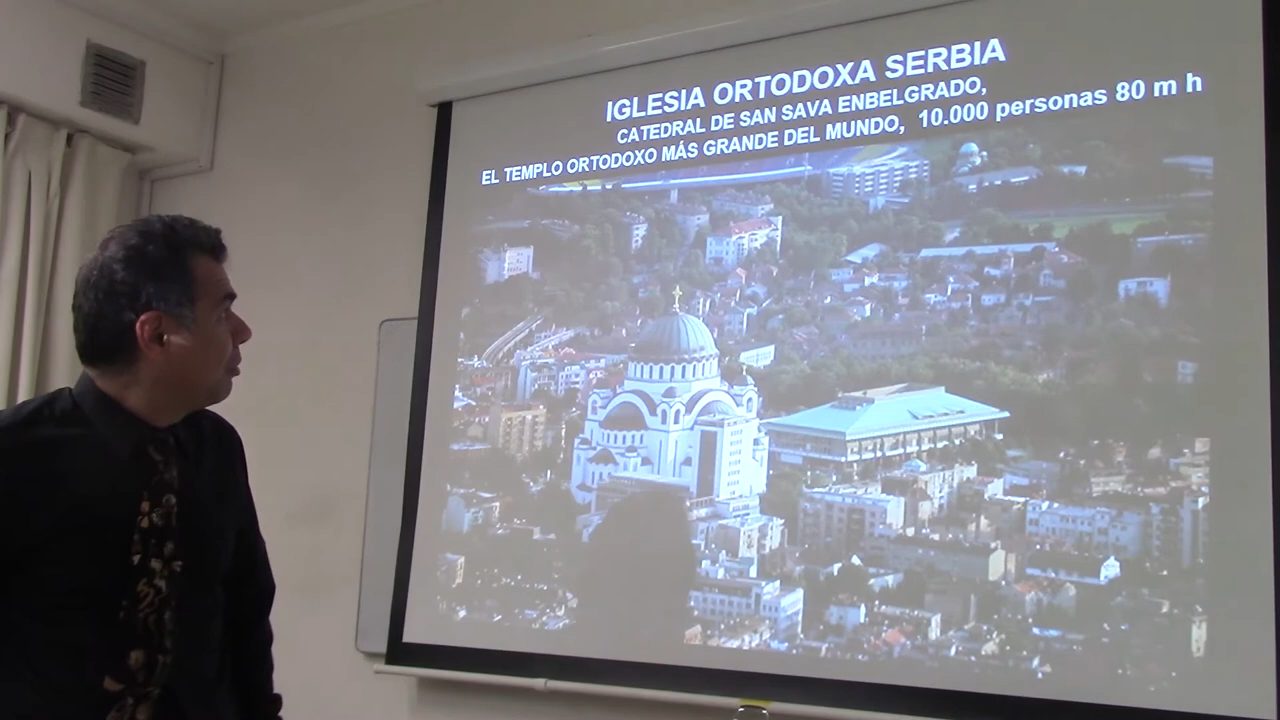 IGLESIA ORTODOXA SERBIA
CATEDRAL DE SAN SAVA ENBELGRADO,
EL TEMPLO ORTODOXO MÁS GRANDE DEL MUNDO, 10.000 personas 80 m h